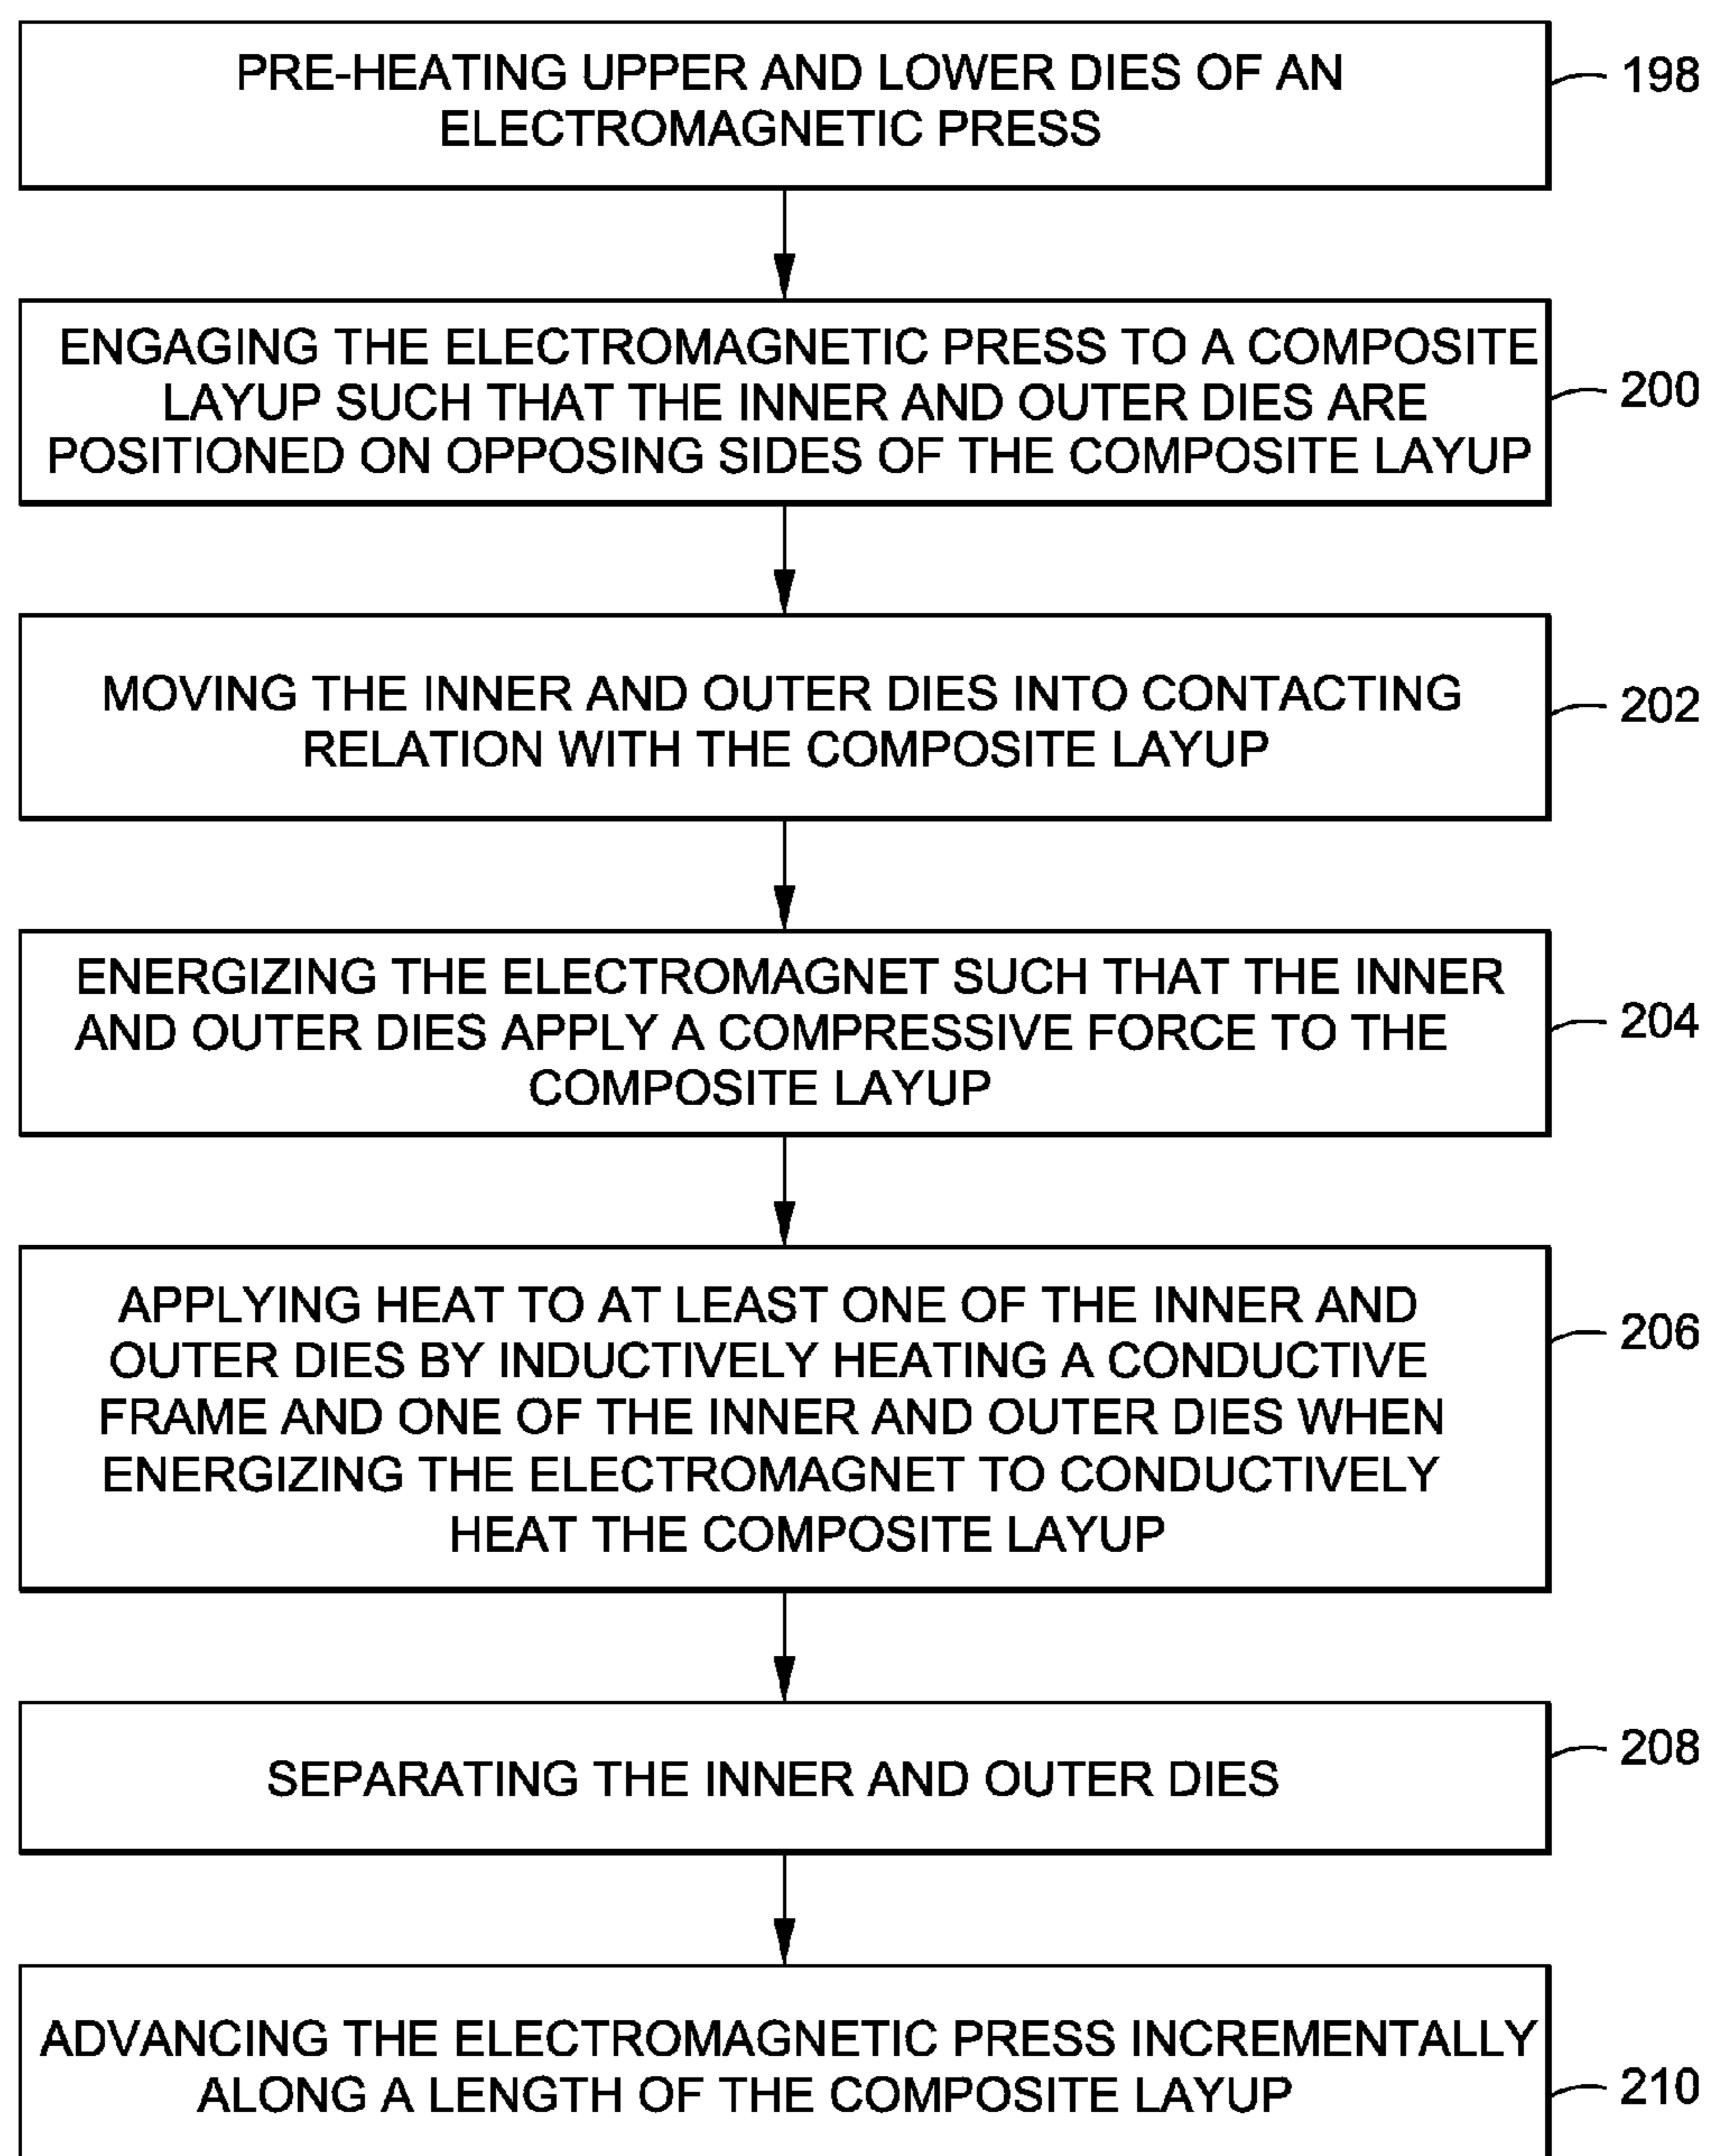 PRE-HEATING UPPER AND LOWER DIES OF AN
ELECTROMAGNETIC PRESS
198
ENGAGING THE ELECTROMAGNETIC PRESS TO A COMPOSITE
LAYUP SUCH THAT THE INNER AND OUTER DIES ARE
POSITIONED ON OPPOSING SIDES OF THE COMPOSITE LAYUP
200
MOVING THE INNER AND OUTER DIES INTO CONTACTING
RELATION WITH THE COMPOSITE LAYUP
202
ENERGIZING THE ELECTROMAGNET SUCH THAT THE INNER
AND OUTER DIES APPLY A COMPRESSIVE FORCE TO THE
COMPOSITE LAYUP
204
APPLYING HEAT TO AT LEAST ONE OF THE INNER AND
OUTER DIES BY INDUCTIVELY HEATING A CONDUCTIVE
FRAME AND ONE OF THE INNER AND OUTER DIES WHEN
ENERGIZING THE ELECTROMAGNET TO CONDUCTIVELY
HEAT THE COMPOSITE LAYUP
206
SEPARATING THE INNER AND OUTER DIES
208
ADVANCING THE ELECTROMAGNETIC PRESS INCREMENTALLY
ALONG A LENGTH OF THE COMPOSITE LAYUP
210